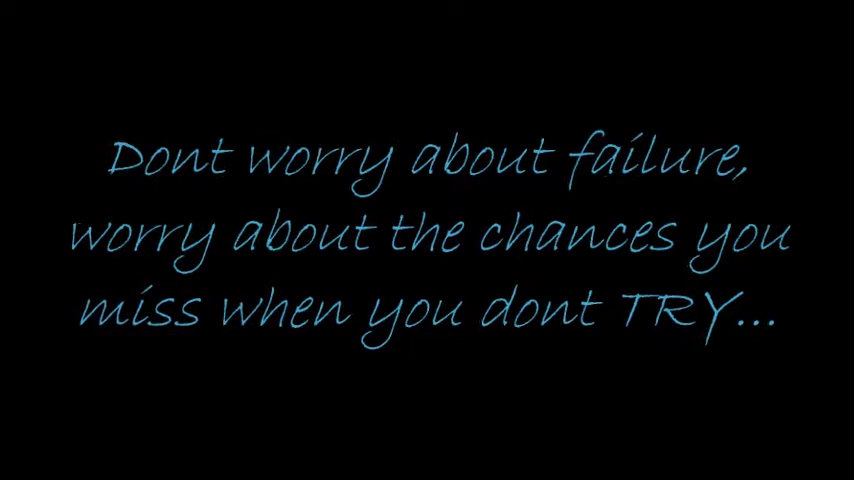 Dont worry about failure,
worry about the chances you
miss when you dont TRY...